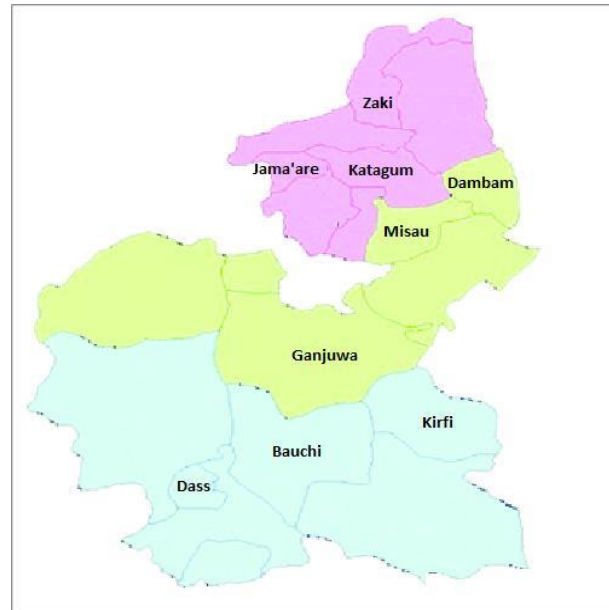 Zaki
Jama'are
Katagum
Dambam
Misau
Ganjuwa
Kirfi
Bauchi
Dass